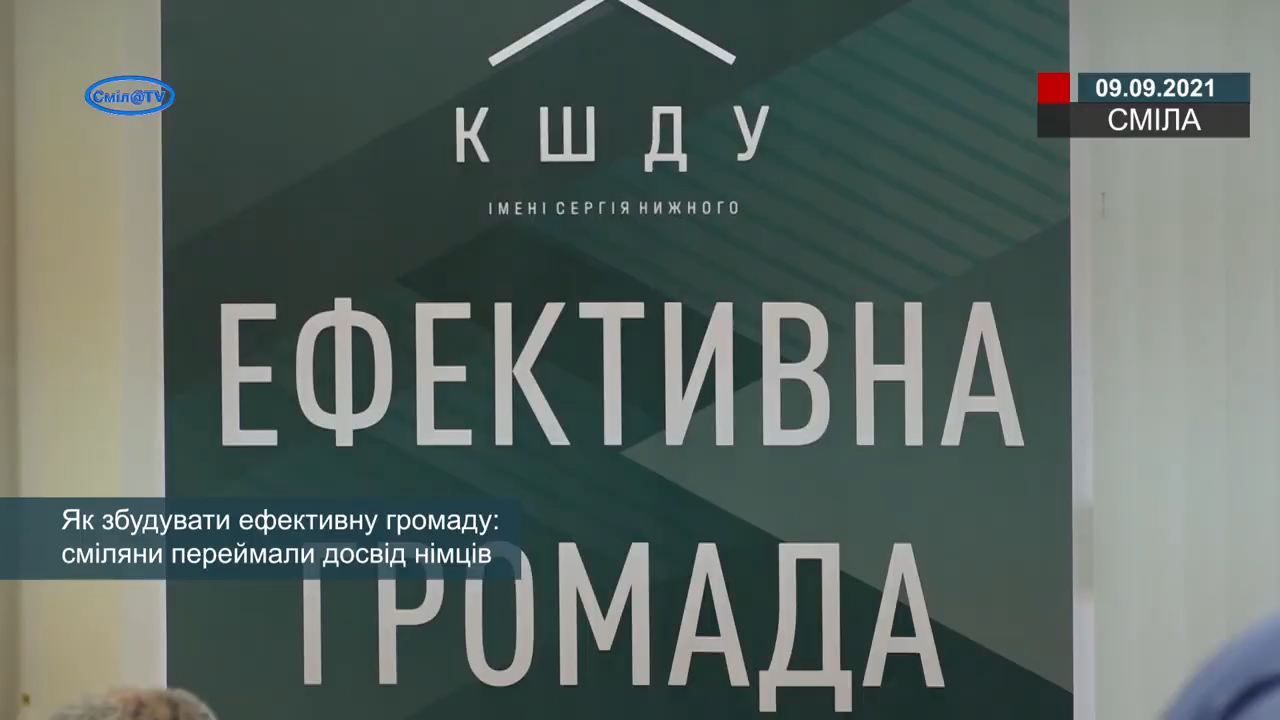 Сміл@TV
09.09.2021
СМІЛА
КШДУ
ІМЕНІ СЕРГІЯ НИЖНОГО
ЕФЕКТИВНА
ГРОМАДА
Як збудувати ефективну громаду:
сміляни переймали досвід німців